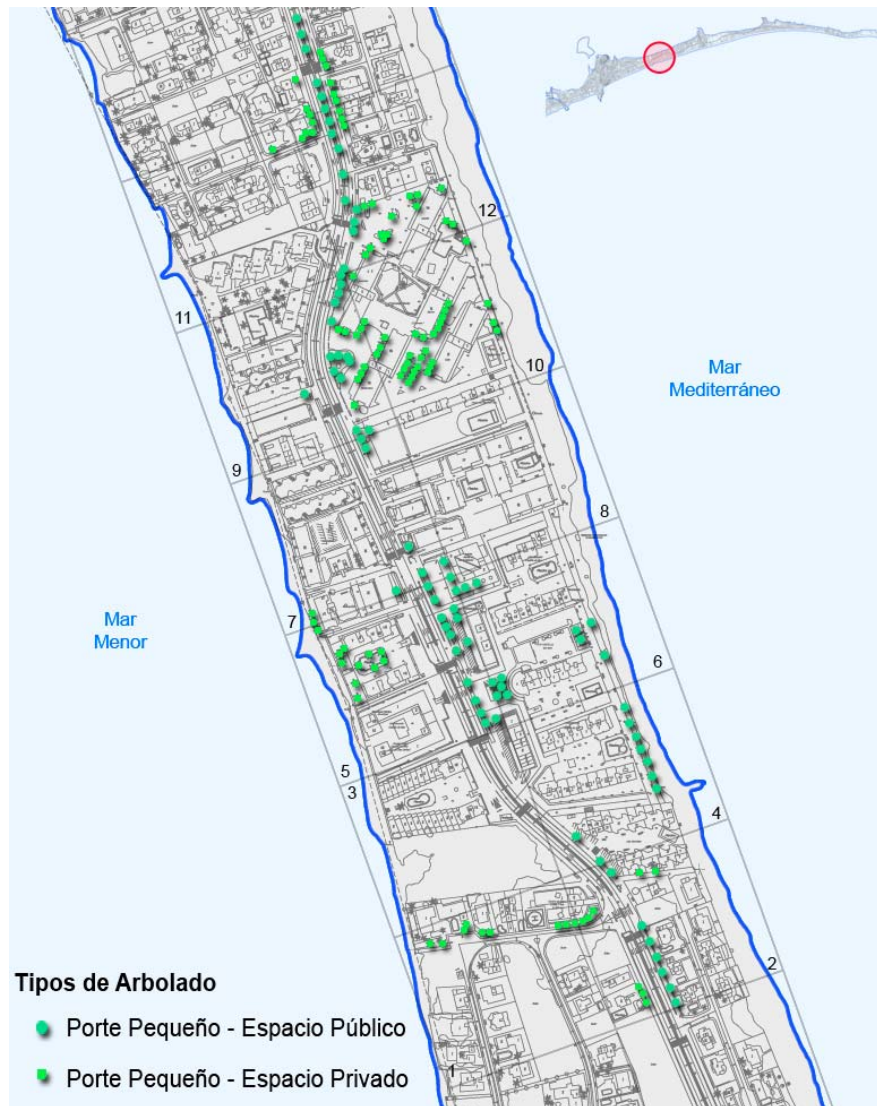 12
11
10
Mar
Mediterráneo
9
8
7
Mar
Menor
6
5
3
4
2
Tipos de Arbolado
Porte Pequeño - Espacio Público
Porte Pequeño - Espacio Privado
1